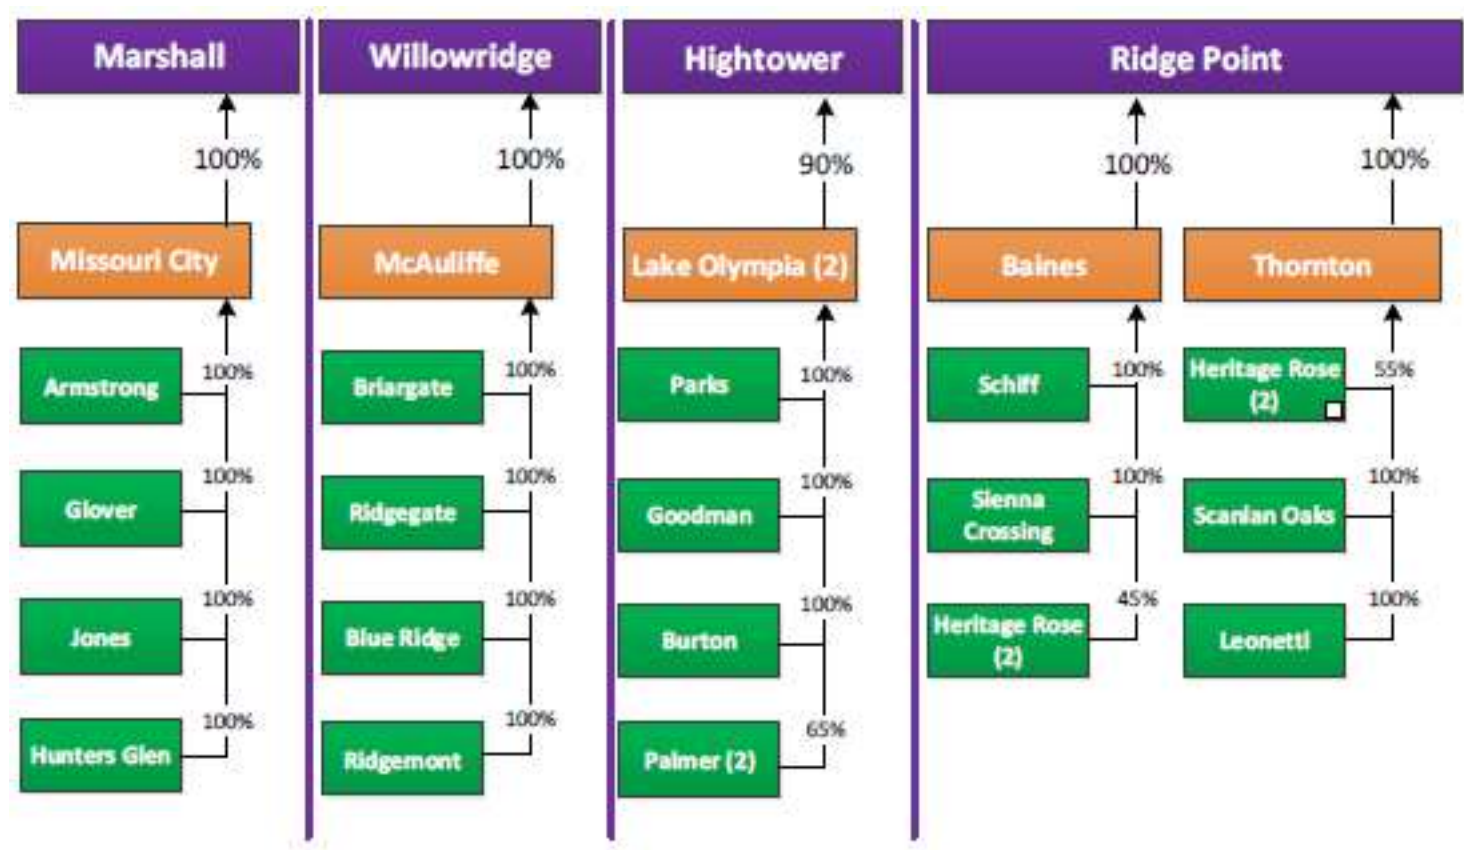 Marshall
Willowridge
Hightower
Ridge Point
100%
100%
90%
100%
100%
Missouri City
McAuliffe
Lake Olympia (2)
Baines
Thornton
Armstrong
100%
Briargate
100%
Parks
100%
Schiff
100%
Heritage Rose
(2)
55%
Glover
100%
Ridgegate
100%
Goodman
100%
Sienna
Crossing
100%
Scanlan Oaks
100%
Jones
100%
Blue Ridge
100%
Burton
100%
Heritage Rose
(2)
45%
Leonetti
100%
Hunters Glen
100%
Ridgemont
100%
Palmer (2)
65%